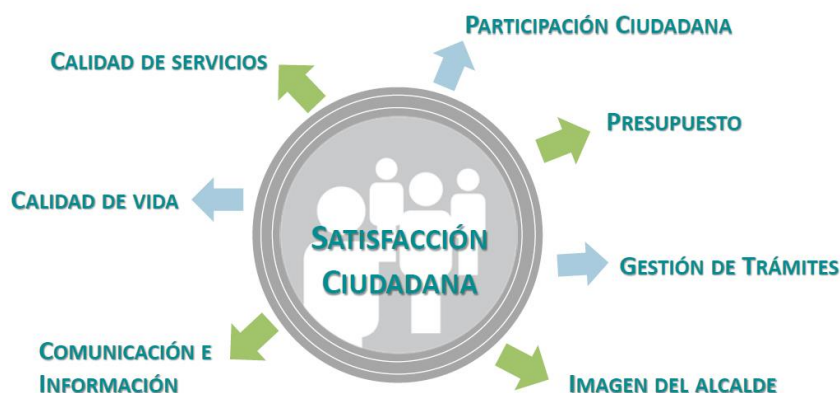 PARTICIPACIÓN CIUDADANA
CALIDAD DE SERVICIOS
PRESUPUESTO
CALIDAD DE VIDA
SATISFACCIÓN
CIUDADANA
GESTIÓN DE TRÁMITES
COMUNICACIÓN E
INFORMACIÓN
IMAGEN DEL ALCALDE